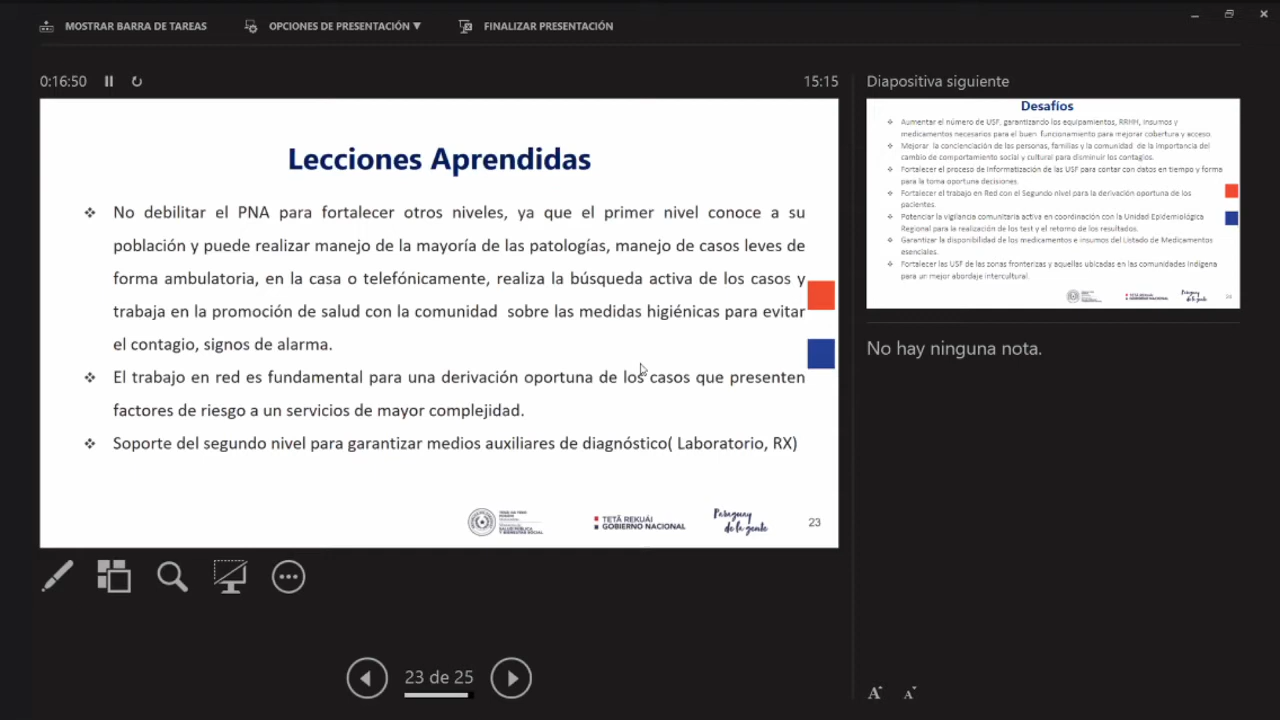 MOSTRAR BARRA DE TAREAS
OPCIONES DE PRESENTACIÓN ▼
FINALIZAR PRESENTACIÓN
0:16:50
15:15
Lecciones Aprendidas
❖ No debilitar el PNA para fortalecer otros niveles, ya que el primer nivel conoce a su
población y puede realizar manejo de la mayoría de las patologías, manejo de casos leves de
forma ambulatoria, en la casa o telefónicamente, realiza la búsqueda activa de los casos y
trabaja en la promoción de salud con la comunidad sobre las medidas higiénicas para evitar
el contagio, signos de alarma.
❖ El trabajo en red es fundamental para una derivación oportuna de los casos que presenten
factores de riesgo a un servicios de mayor complejidad.
❖ Soporte del segundo nivel para garantizar medios auxiliares de diagnóstico( Laboratorio, RX)
TETÃ REKUÁI
GOBIERNO NACIONAL
Paraguay
de la gente
23
23 de 25
Diapositiva siguiente
Desafíos
❖ Aumentar el número de USF, garantizando los equipamientos, RRHH, insumos y
medicamentos necesarios para el buen funcionamiento para mejorar cobertura y acceso.
❖ Mejorar la concienciación de las personas, familias y la comunidad de la importancia del
cambio de comportamiento social y cultural para disminuir los contagios.
❖ Fortalecer el proceso de Informatización de las USF para contar con datos en tiempo y forma
para la toma oportuna decisiones.
❖ Fortalecer el trabajo en Red con el Segundo nivel para la derivación oportuna de los
pacientes.
❖ Potenciar la vigilancia comunitaria activa en coordinación con la Unidad Epidemiológica
Regional para la realización de los test y el retorno de los resultados.
❖ Garantizar la disponibilidad de los medicamentos e insumos del Listado de Medicamentos
esenciales.
❖ Fortalecer las USF de las zonas fronterizas y aquellas ubicadas en las comunidades Indígena
para un mejor abordaje intercultural.
TETÃ REKUÁI
GOBIERNO NACIONAL
Paraguay
de la gente
24
No hay ninguna nota.
A A